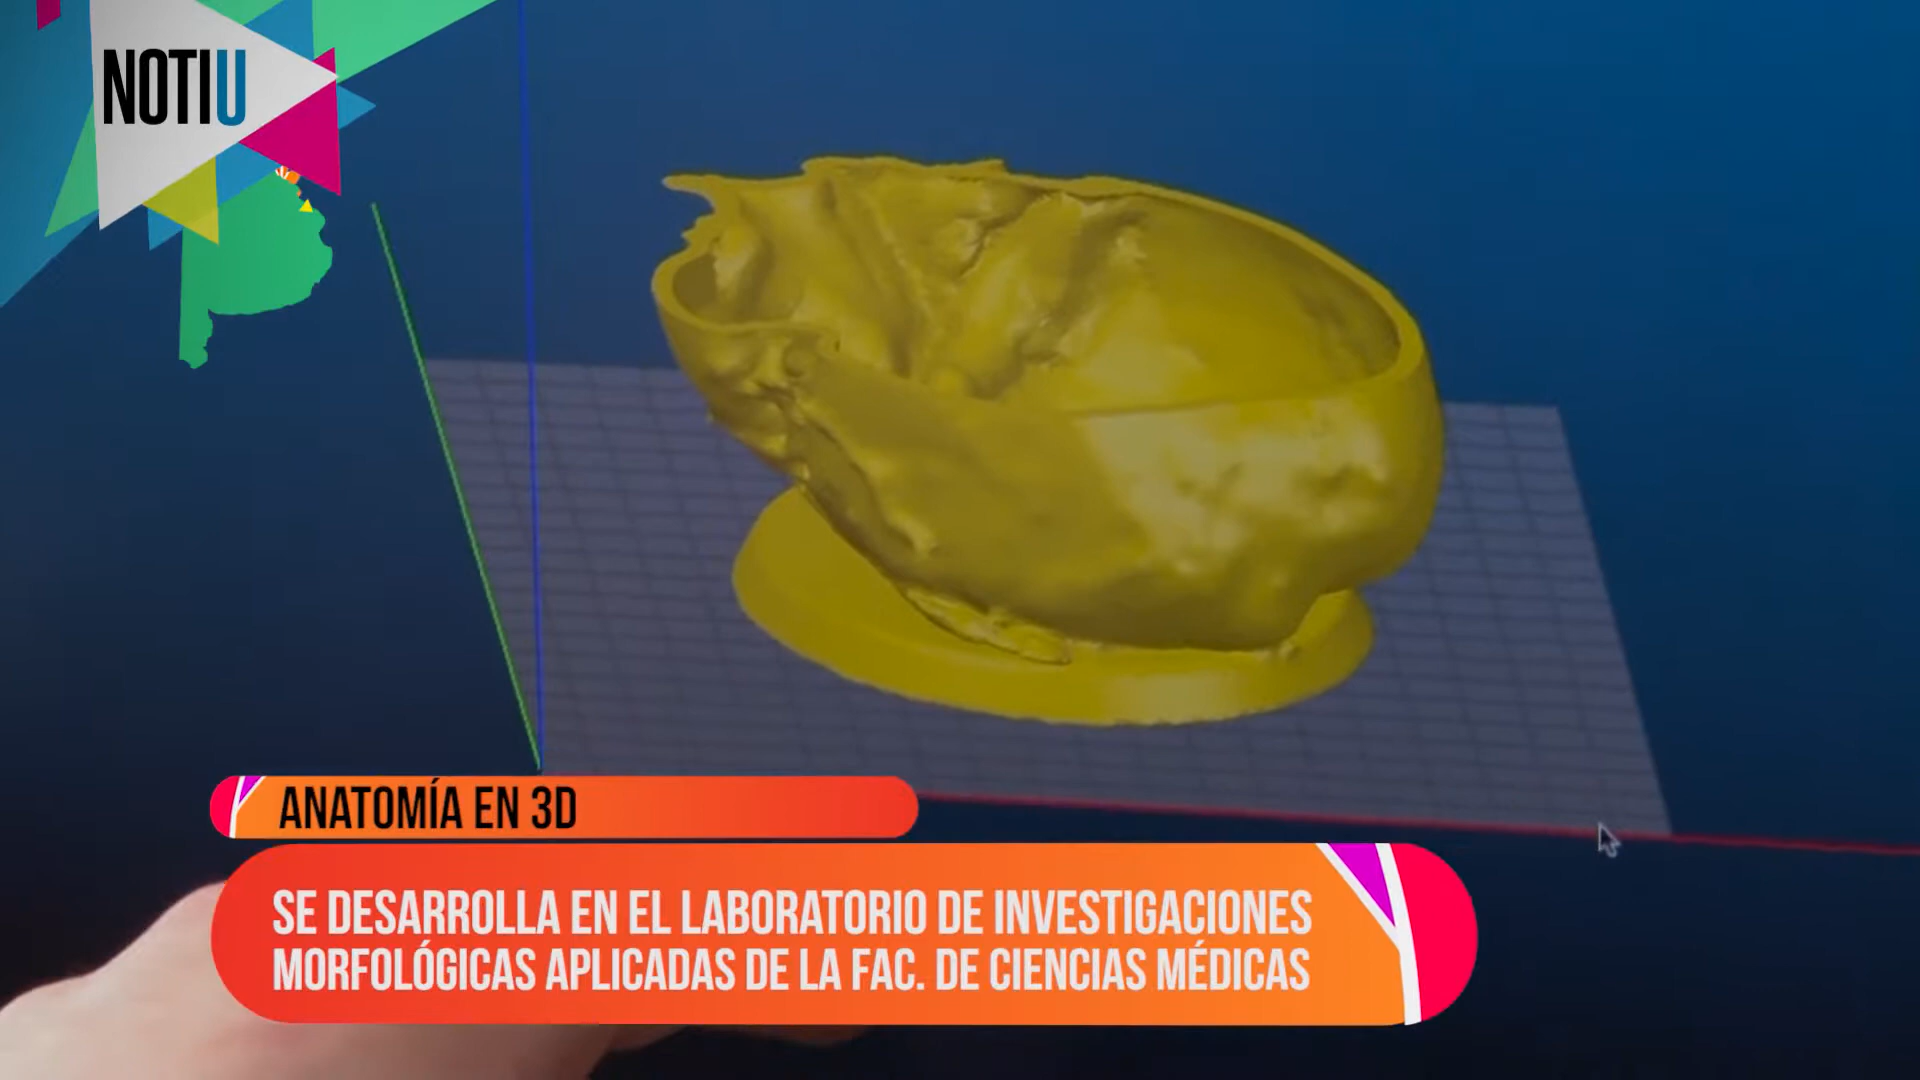 NOTIU
ANATOMÍA EN 3D
SE DESARROLLA EN EL LABORATORIO DE INVESTIGACIONES
MORFOLÓGICAS APLICADAS DE LA FAC. DE CIENCIAS MÉDICAS